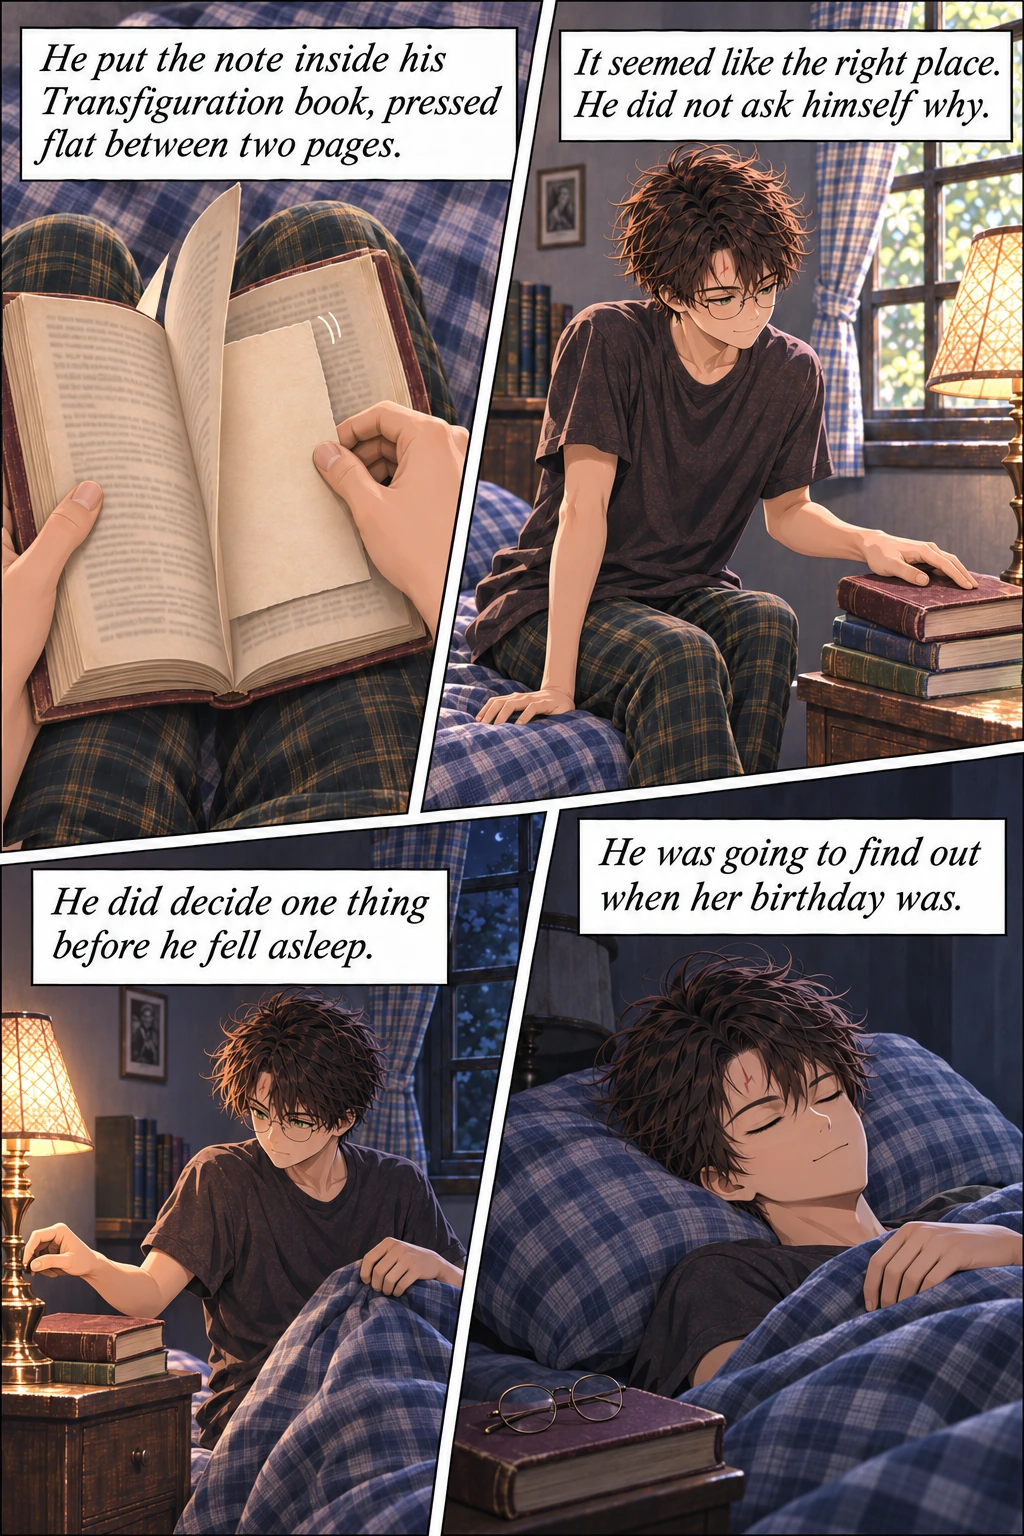 He put the note inside his
Transfiguration book, pressed
flat between two pages.
It seemed like the right place.
He did not ask himself why.
He did decide one thing
before he fell asleep.
He was going to find out
when her birthday was.